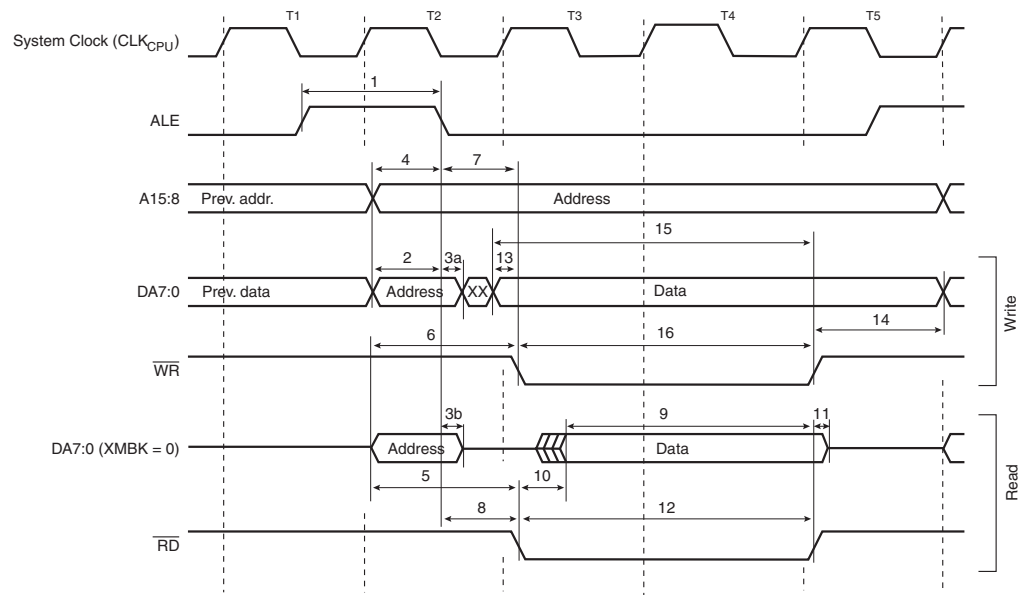 T1 T2 T3 T4 T5
System Clock (CLKCPU)
1
ALE
4 7
A15:8 Prev. addr. Address
15
2 3a 13
DA7:0 Prev. data Address XX Data
14
6 16
WR
Write
3b 9 11
DA7:0 (XMBK = 0) Address Data
5 10
8 12
RD
Read